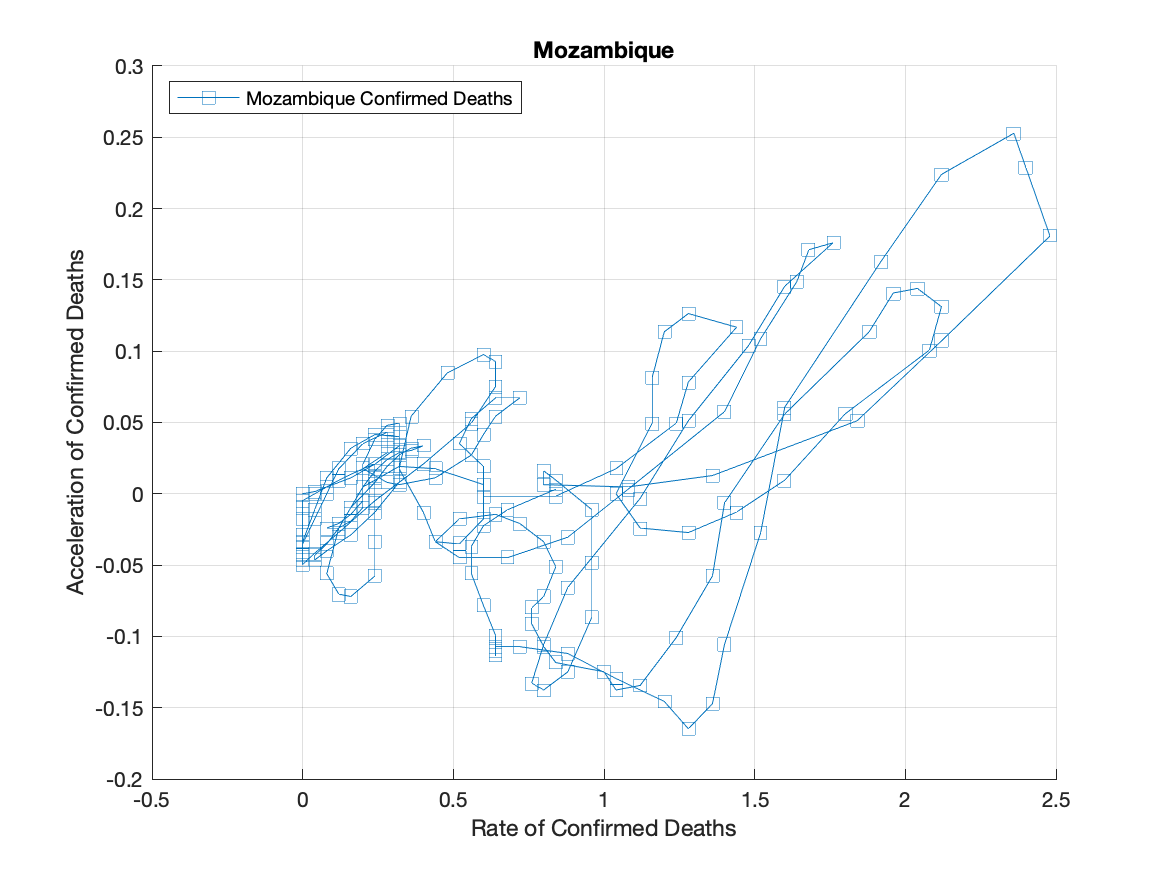 Mozambique
0.3
Mozambique Confirmed Deaths
0.25
0.2
0.15
0.1
0.05
0
-0.05
-0.1
-0.15
-0.2
Acceleration of Confirmed Deaths
-0.5 0 0.5 1 1.5 2 2.5
Rate of Confirmed Deaths